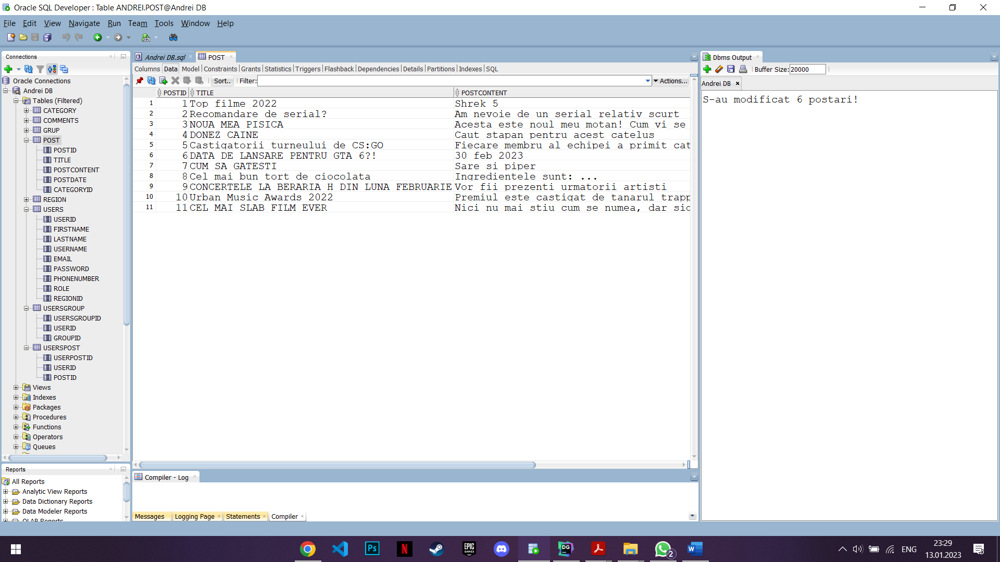 Oracle SQL Developer : Table ANDREI.POST@Andrei DB
File Edit View Navigate Run Team Tools Window Help
Connections
Oracle Connections
Andrei DB
Tables (Filtered)
CATEGORY
COMMENTS
GRUP
POST
POSTID
TITLE
POSTCONTENT
POSTDATE
CATEGORYID
REGION
USERS
USERID
FIRSTNAME
LASTNAME
USERNAME
EMAIL
PASSWORD
PHONENUMBER
ROLE
REGIONID
USERSGROUP
USERSGROUPID
USERID
GROUPID
USERSPOST
USERPOSTID
USERID
POSTID
Views
Indexes
Packages
Procedures
Functions
Operators
Queues
Reports
All Reports
Analytic View Reports
Data Dictionary Reports
Data Modeler Reports
OLAP Reports
Andrei DB.sql POST
Columns Data Model Constraints Grants Statistics Triggers Flashback Dependencies Details Partitions Indexes SQL
Sort.. Filter: Actions...
POSTID TITLE POSTCONTENT
1 1 Top filme 2022 Shrek 5
2 2 Recomandare de serial? Am nevoie de un serial relativ scurt
3 3 NOUA MEA PISICA Acesta este noul meu motan! Cum vi se
4 4 DONEZ CAINE Caut stapan pentru acest catelus
5 5 Castigatorii turneului de CS:GO Fiecare membru al echipei a primit cat
6 6 DATA DE LANSARE PENTRU GTA 6?! 30 feb 2023
7 7 CUM SA GATESTI Sare si piper
8 8 Cel mai bun tort de ciocolata Ingredientele sunt: ...
9 9 CONCERTELE LA BERARIA H DIN LUNA FEBRUARIE Vor fii prezenti urmatorii artisti
10 10 Urban Music Awards 2022 Premiul este castigat de tanarul trapp
11 11 CEL MAI SLAB FILM EVER Nici nu mai stiu cum se numea, dar
Compiler - Log
Messages Logging Page Statements Compiler
Dbms Output
Buffer Size: 20000
Andrei DB
S-au modificat 6 postari!
SQL
Ps
N
EPIC GAMES
DG
2
W
ENG
23:29
13.01.2023